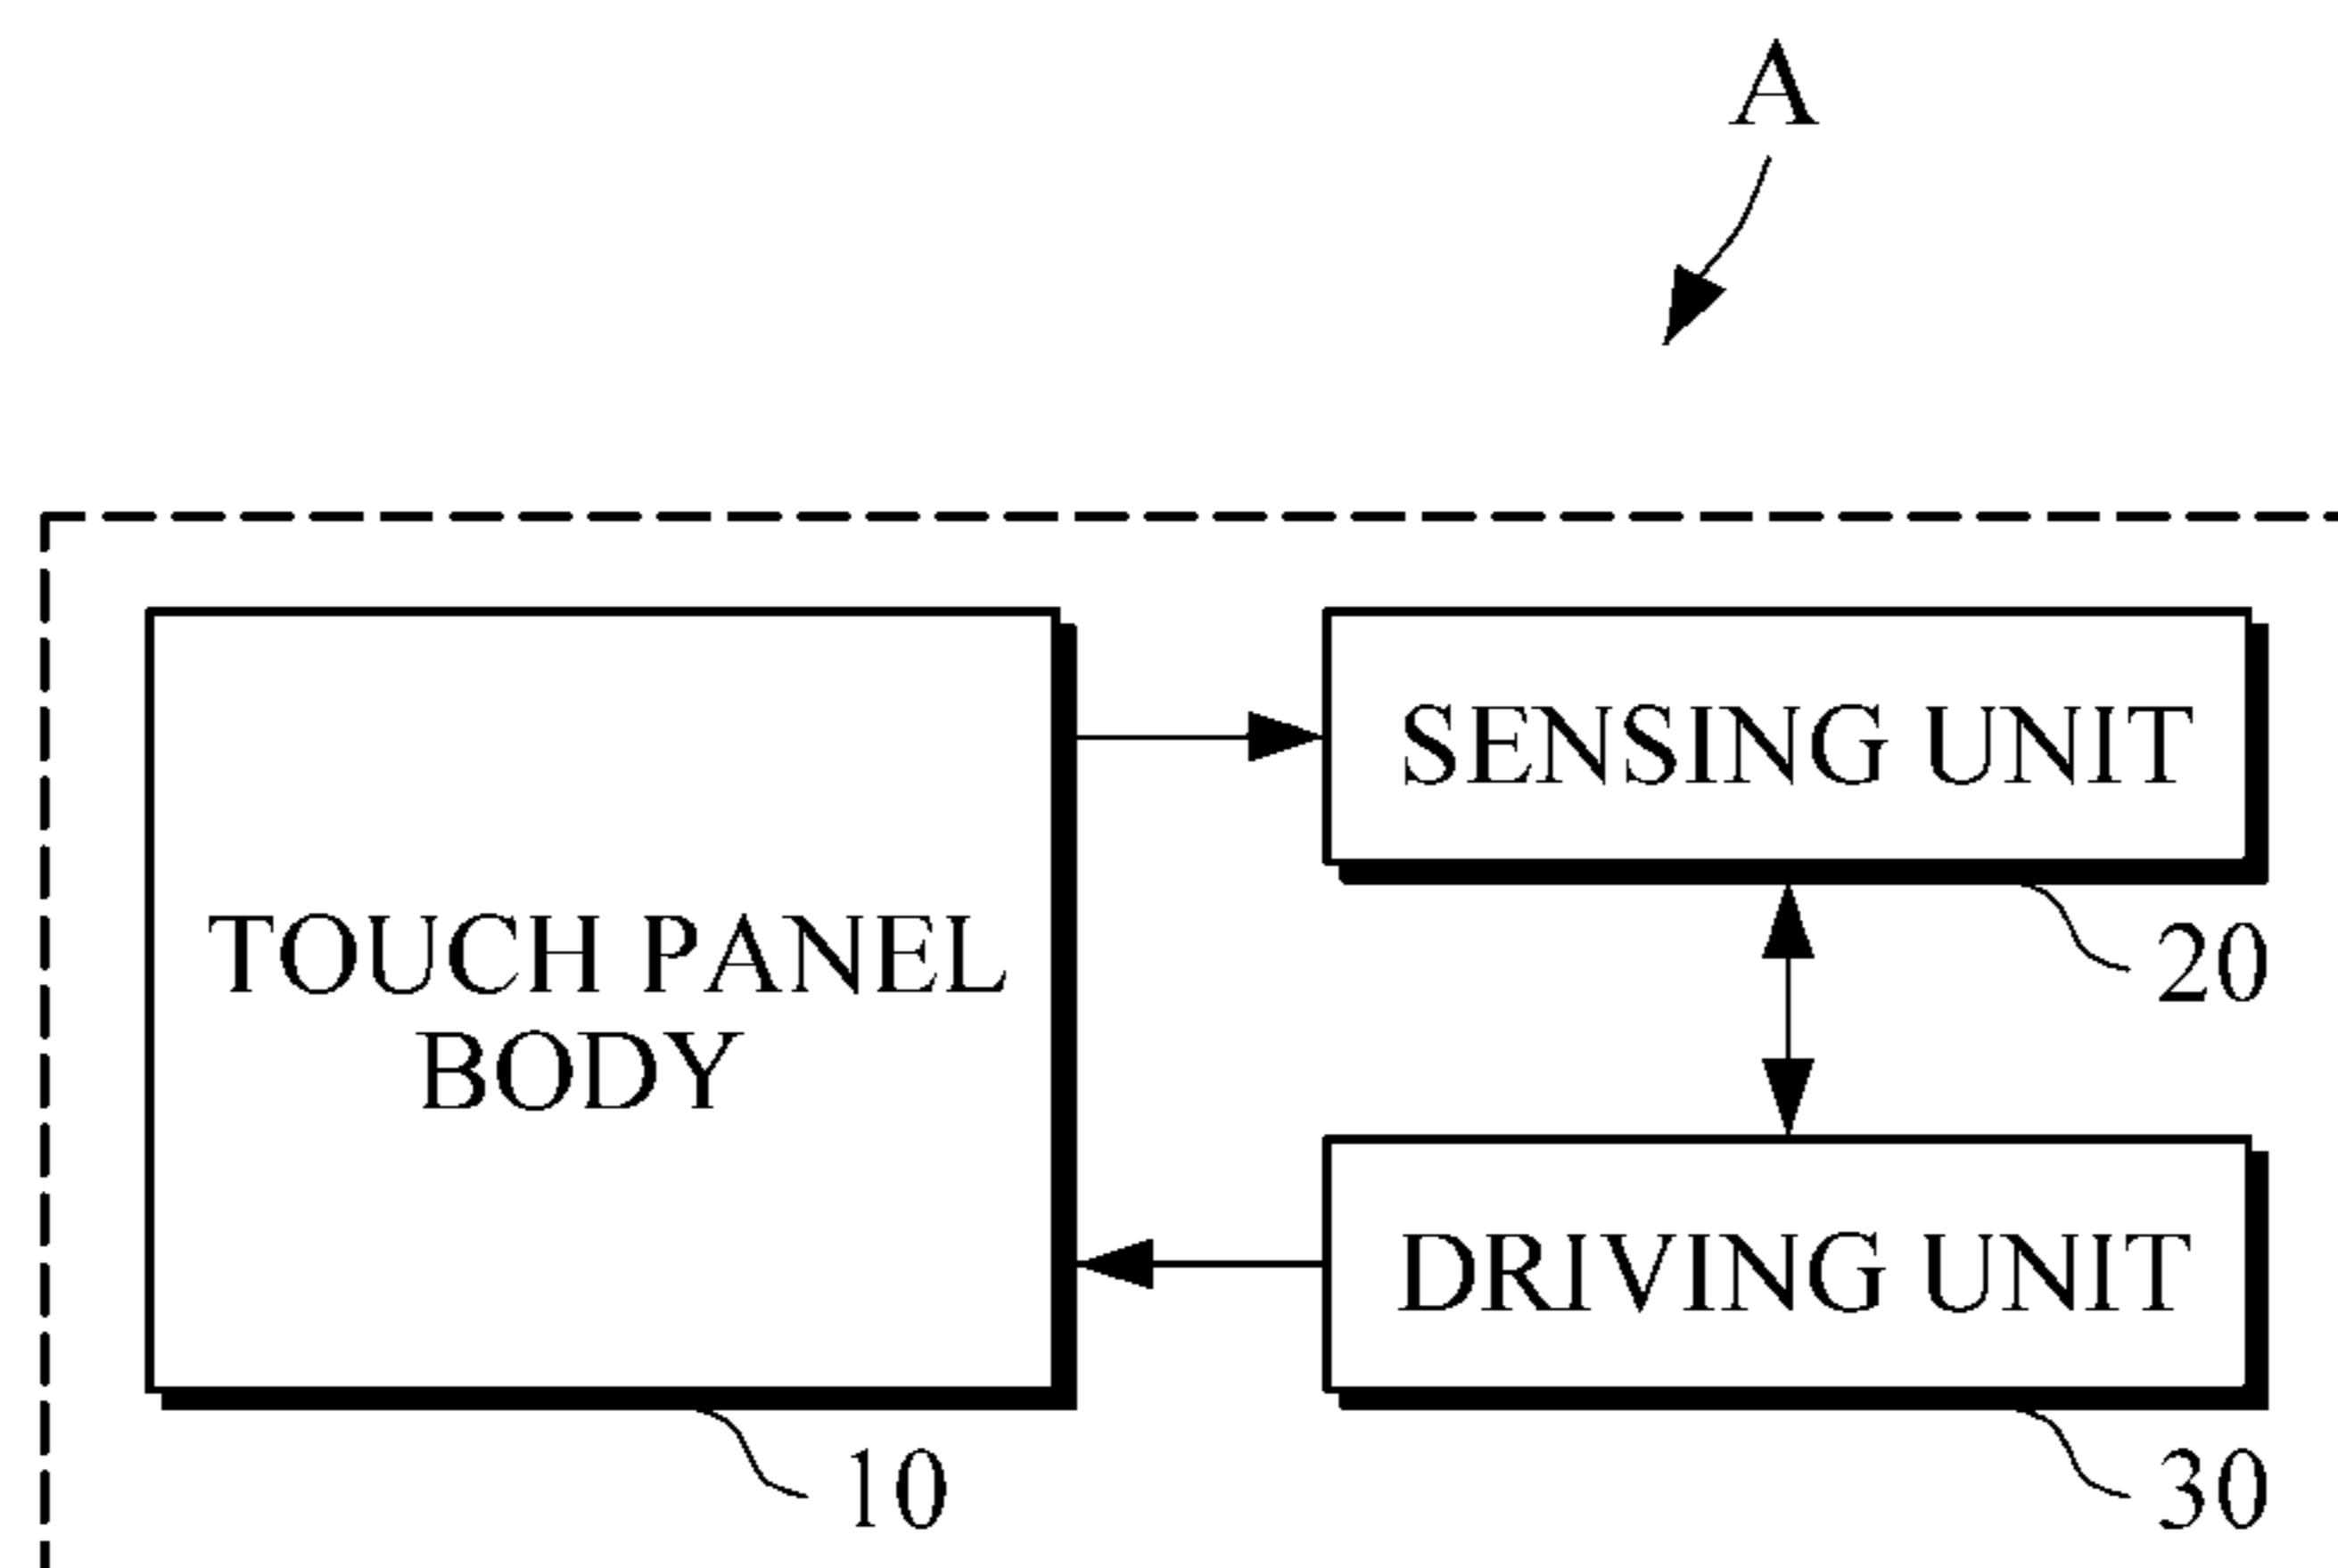 A
SENSING UNIT
TOUCH PANEL
BODY
20
DRIVING UNIT
10
30